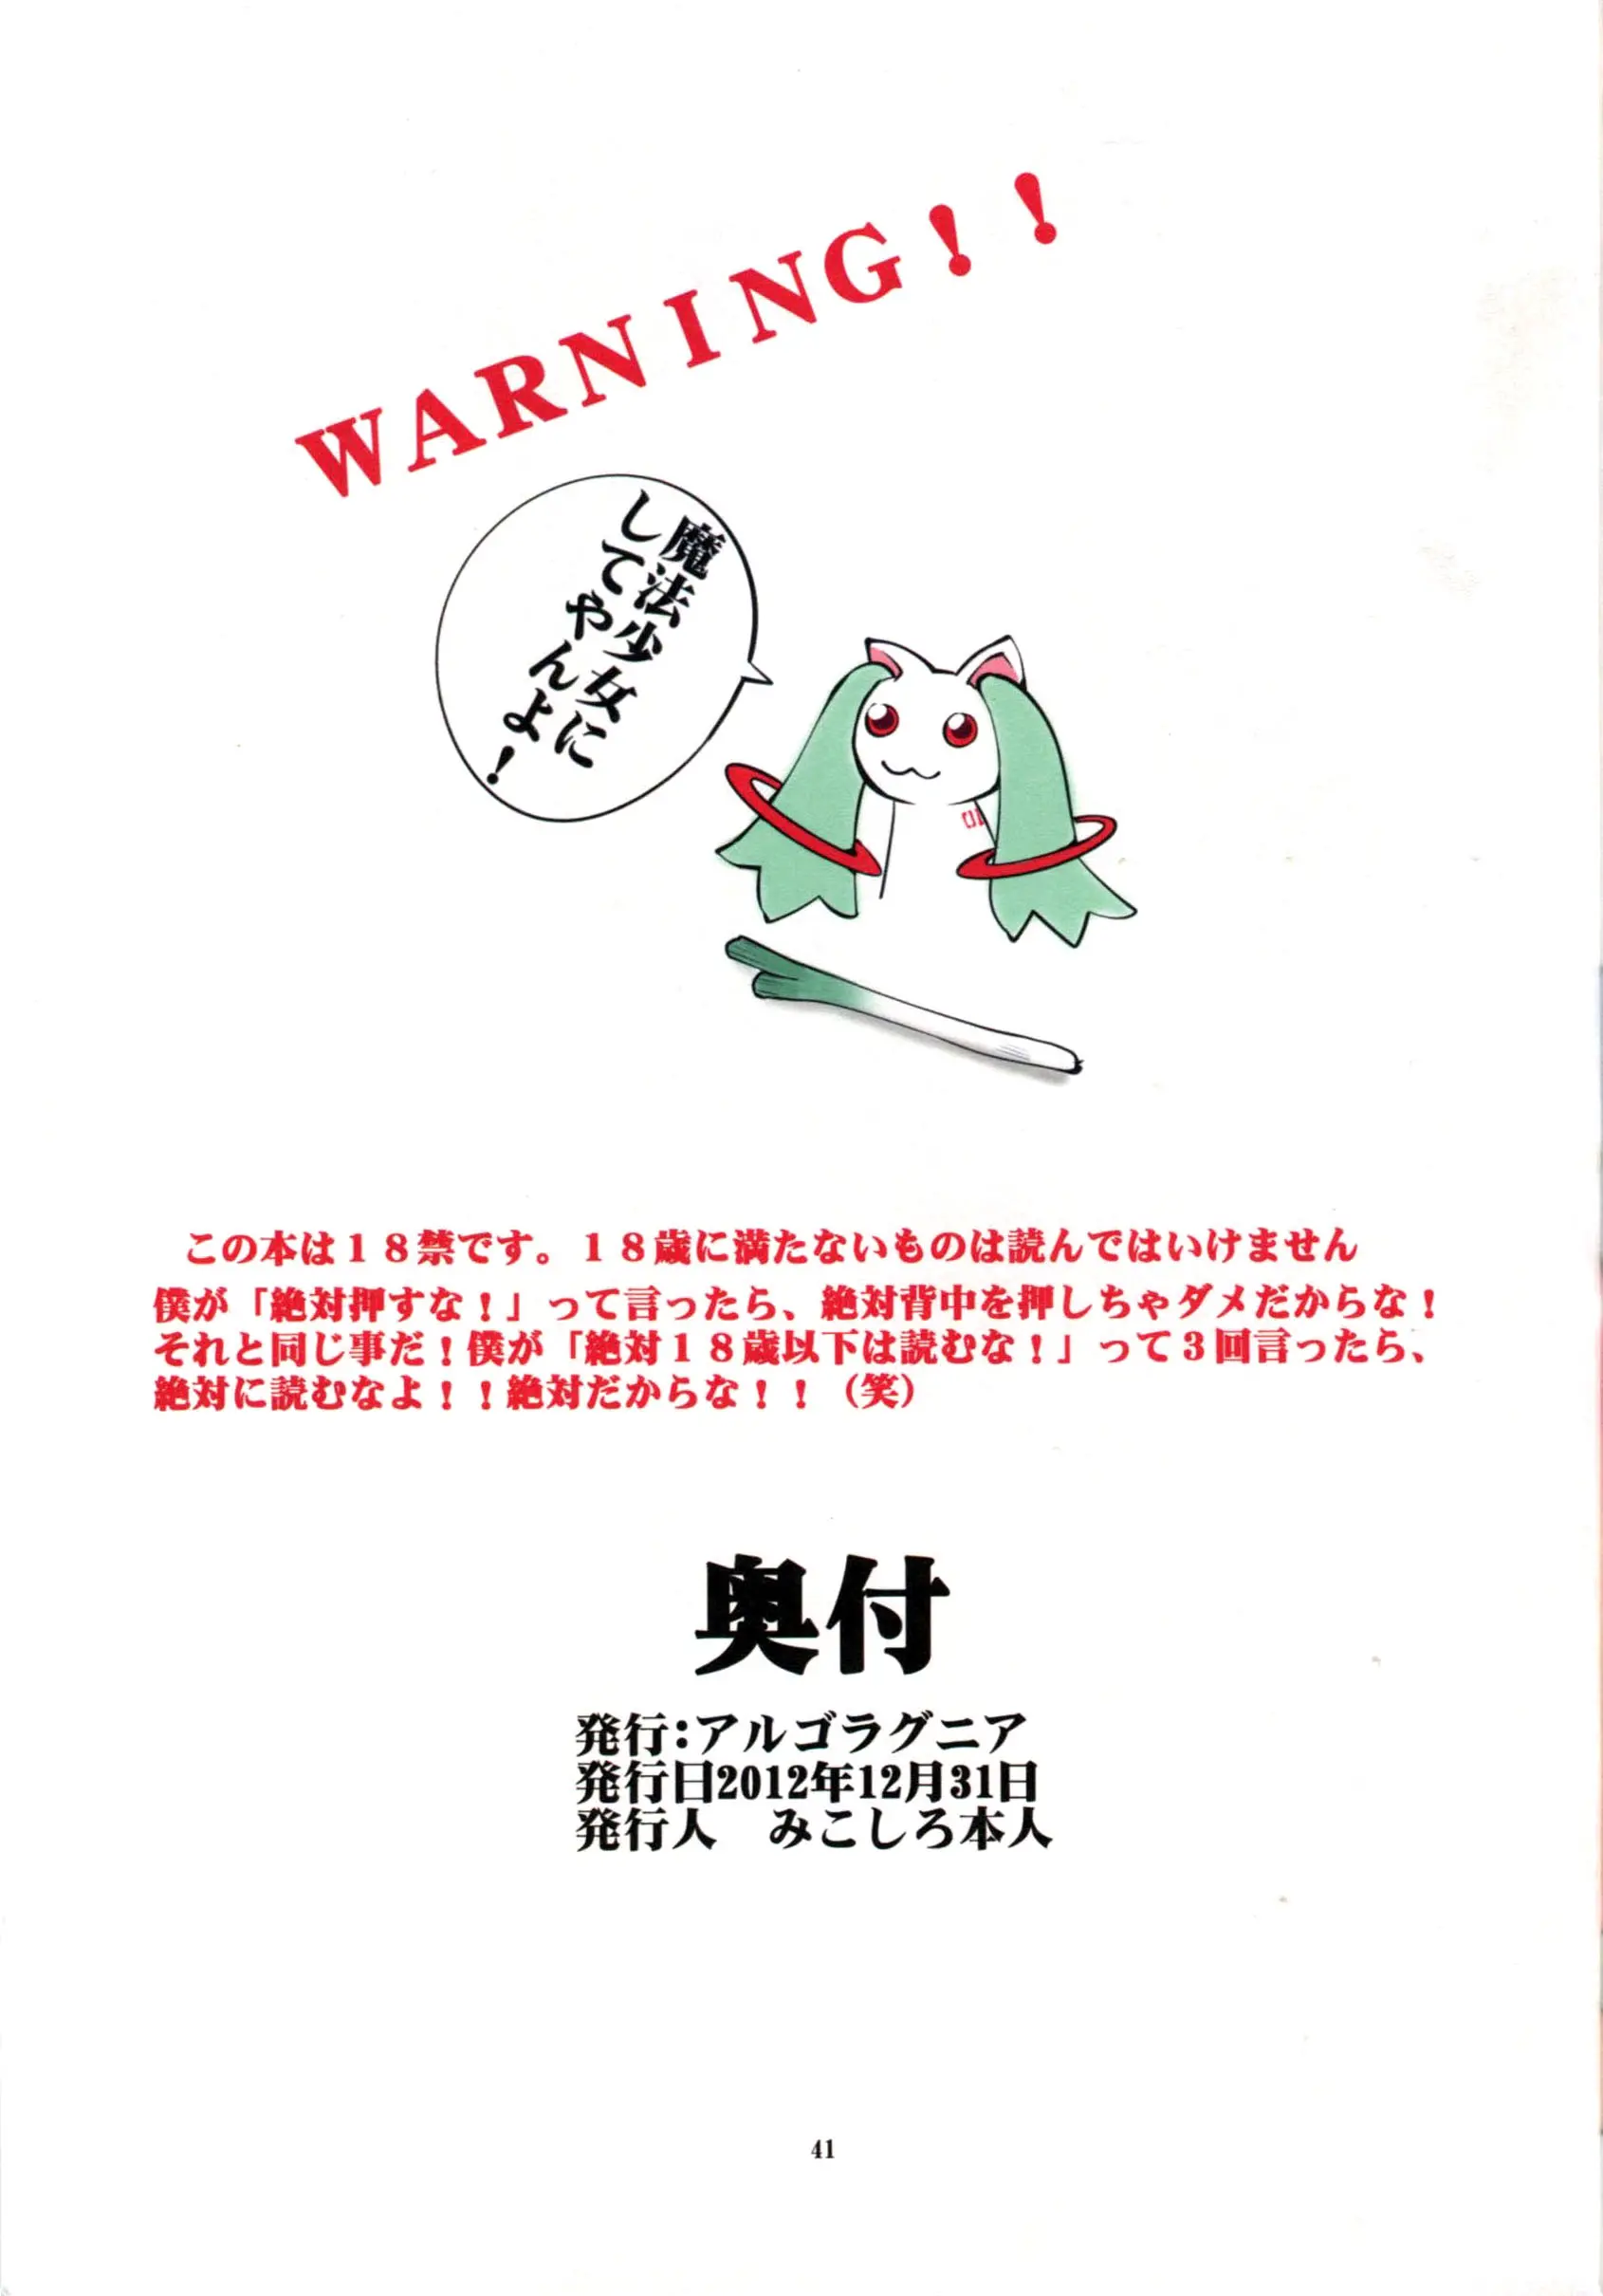 WARNING！！
魔法少女に
してやんよ！
01
この本は１８禁です。１８歳に満たないものは読んではいけません
僕が「絶対押すな！」って言ったら、絶対背中を押しちゃダメだからな！
それと同じ事だ！僕が「絶対１８歳以下は読むな！」って３回言ったら、
絶対に読むなよ！！絶対だからな！！（笑）
奥付
発行：アルゴラグニア
発行日2012年12月31日
発行人　みこしろ本人
41